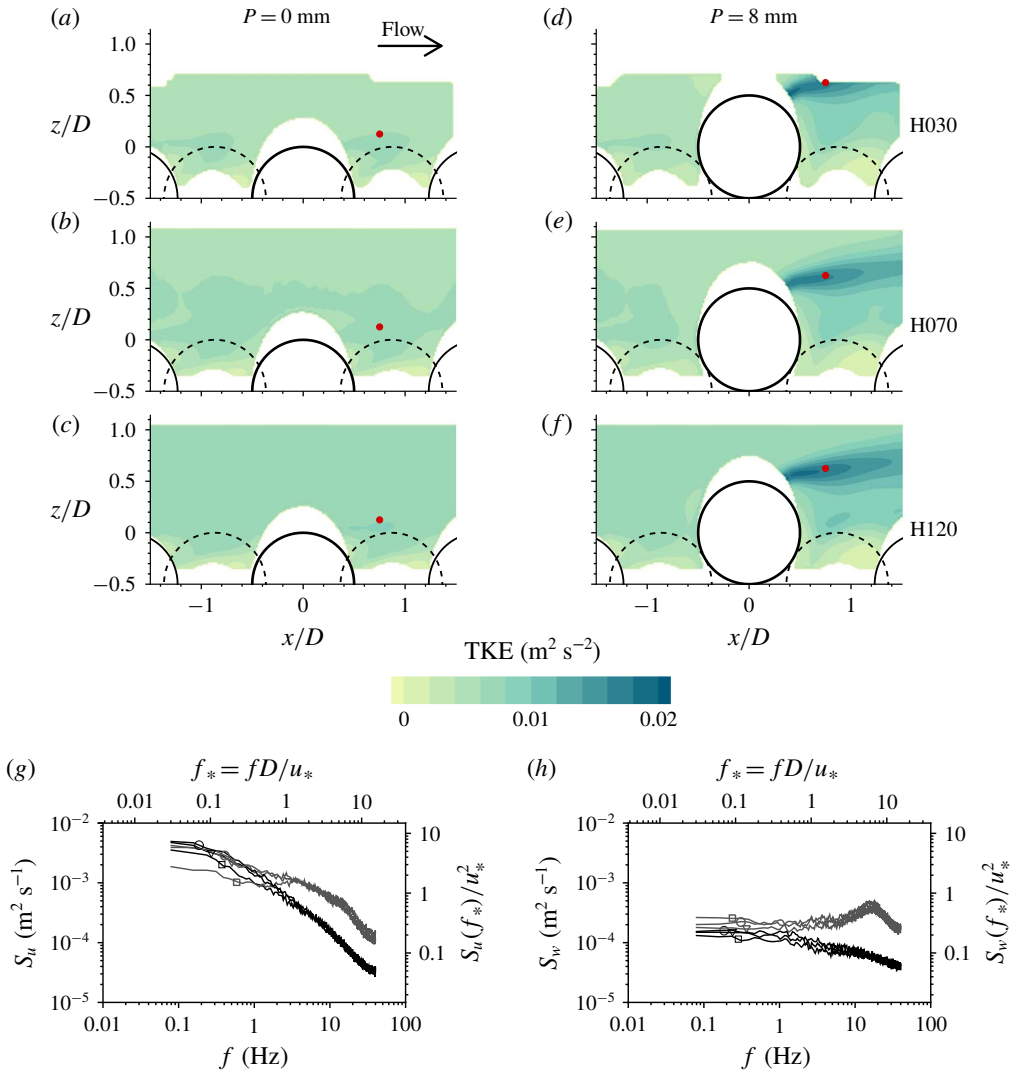 (a) P = 0 mm (d) P = 8 mm
Flow
1.0
z/D 0.5 H030
0
−0.5
(b) (e)
1.0
z/D 0.5 H070
0
−0.5
(c) (f)
1.0
z/D 0.5 H120
0
−0.5
−1 0 1 −1 0 1
x/D x/D
TKE (m² s⁻²)
0 0.01 0.02
(g) f* = fD/u* (h) f* = fD/u*
0.01 0.1 1 10 0.01 0.1 1 10
10⁻² 10 10⁻² 10
10⁻³ 1 10⁻³ 1
10⁻⁴ 0.1 10⁻⁴ 0.1
10⁻⁵ 10⁻⁵
S_u (m² s⁻¹) S_u(f*)/u*² S_w (m² s⁻¹) S_w(f*)/u*²
0.01 0.1 1 10 100 0.01 0.1 1 10 100
f (Hz) f (Hz)